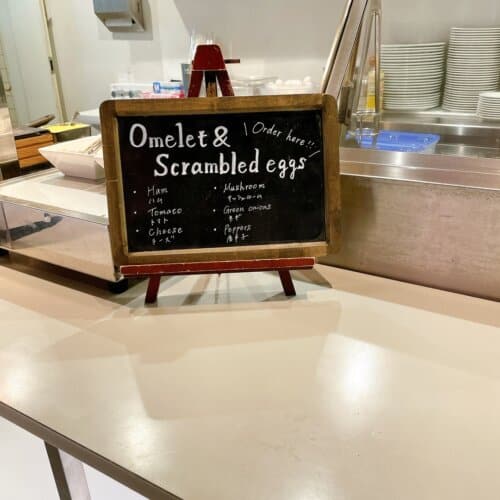 Omelet &
Scrambled eggs
Order here!!
• Ham
ハム
• Tomaco
トマト
• Cheese
チーズ
• Mushroom
マッシュルーム
• Green onions
ネギ
• Peppers